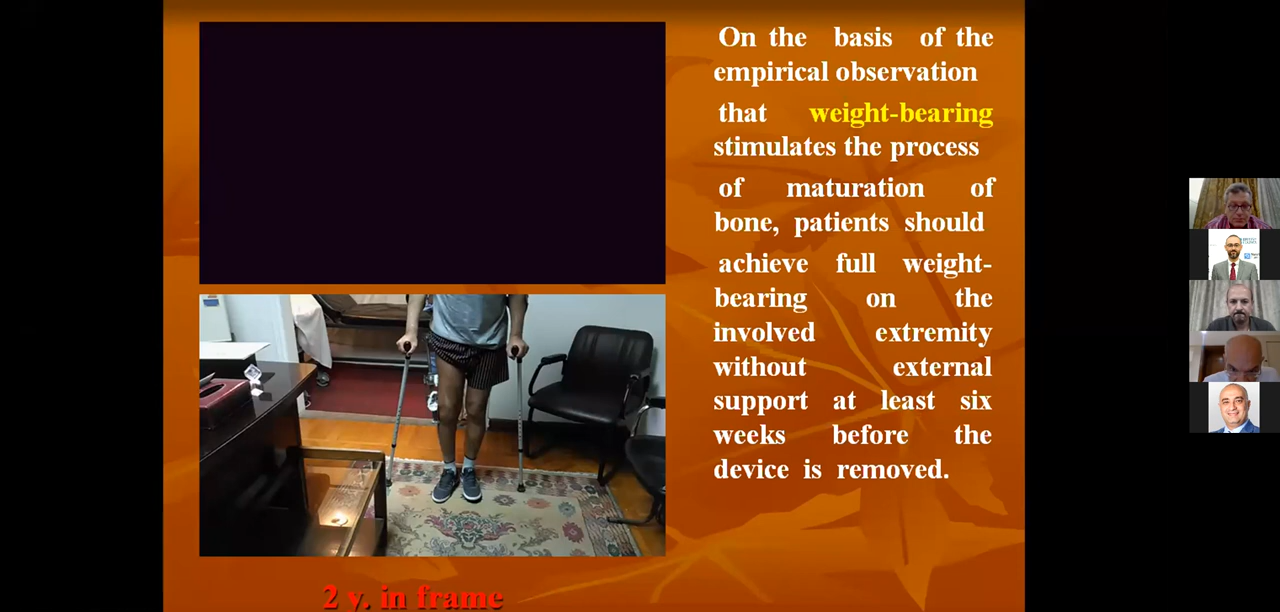 On the basis of the
empirical observation
that weight-bearing
stimulates the process
of maturation of
bone, patients should
achieve full weight-
bearing on the
involved extremity
without external
support at least six
weeks before the
device is removed.
2 y. in frame